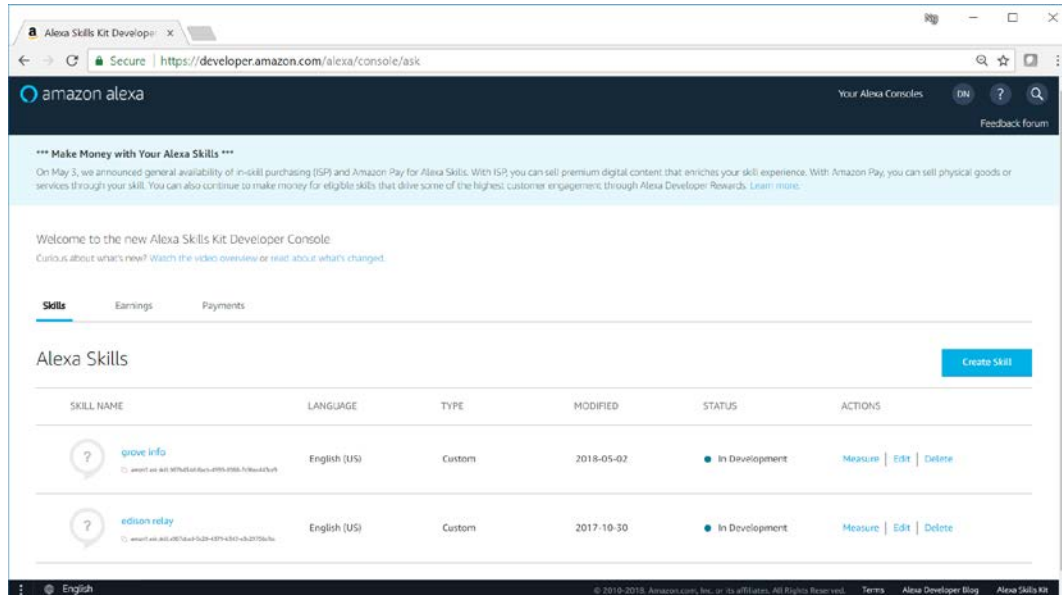 Alexa Skills Kit Develope
Secure | https://developer.amazon.com/alexa/console/ask
amazon alexa
Your Alexa Consoles
DN
?
Feedback forum
*** Make Money with Your Alexa Skills ***
On May 3, we announced general availability of in-skill purchasing (ISP) and Amazon Pay for Alexa Skills. With ISP, you can sell premium digital content that enriches your skill experience. With Amazon Pay, you can sell physical goods or
services through your skill. You can also continue to make money for eligible skills that drive some of the highest customer engagement through Alexa Developer Rewards. Learn more.
Welcome to the new Alexa Skills Kit Developer Console
Curious about what's new? Watch the video overview or read about what's changed.
Skills Earnings Payments
Alexa Skills
Create Skill
SKILL NAME LANGUAGE TYPE MODIFIED STATUS ACTIONS
?
grove info English (US) Custom 2018-05-02 In Development Measure | Edit | Delete
?
edison relay English (US) Custom 2017-10-30 In Development Measure | Edit | Delete
English
© 2010-2018, Amazon.com, Inc. or its affiliates. All Rights Reserved. Terms Alexa Developer Blog Alexa Skills Kit